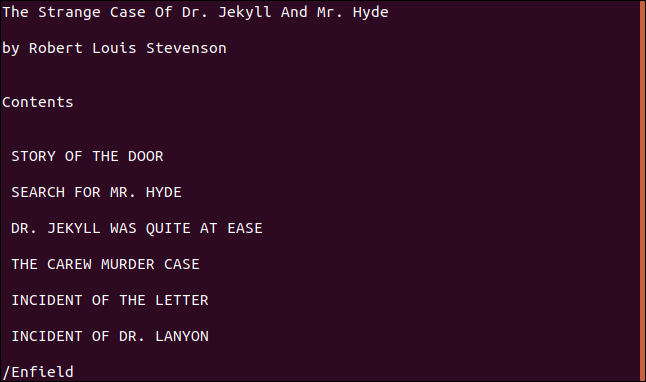 The Strange Case Of Dr. Jekyll And Mr. Hyde
by Robert Louis Stevenson
Contents
STORY OF THE DOOR
SEARCH FOR MR. HYDE
DR. JEKYLL WAS QUITE AT EASE
THE CAREW MURDER CASE
INCIDENT OF THE LETTER
INCIDENT OF DR. LANYON
/Enfield